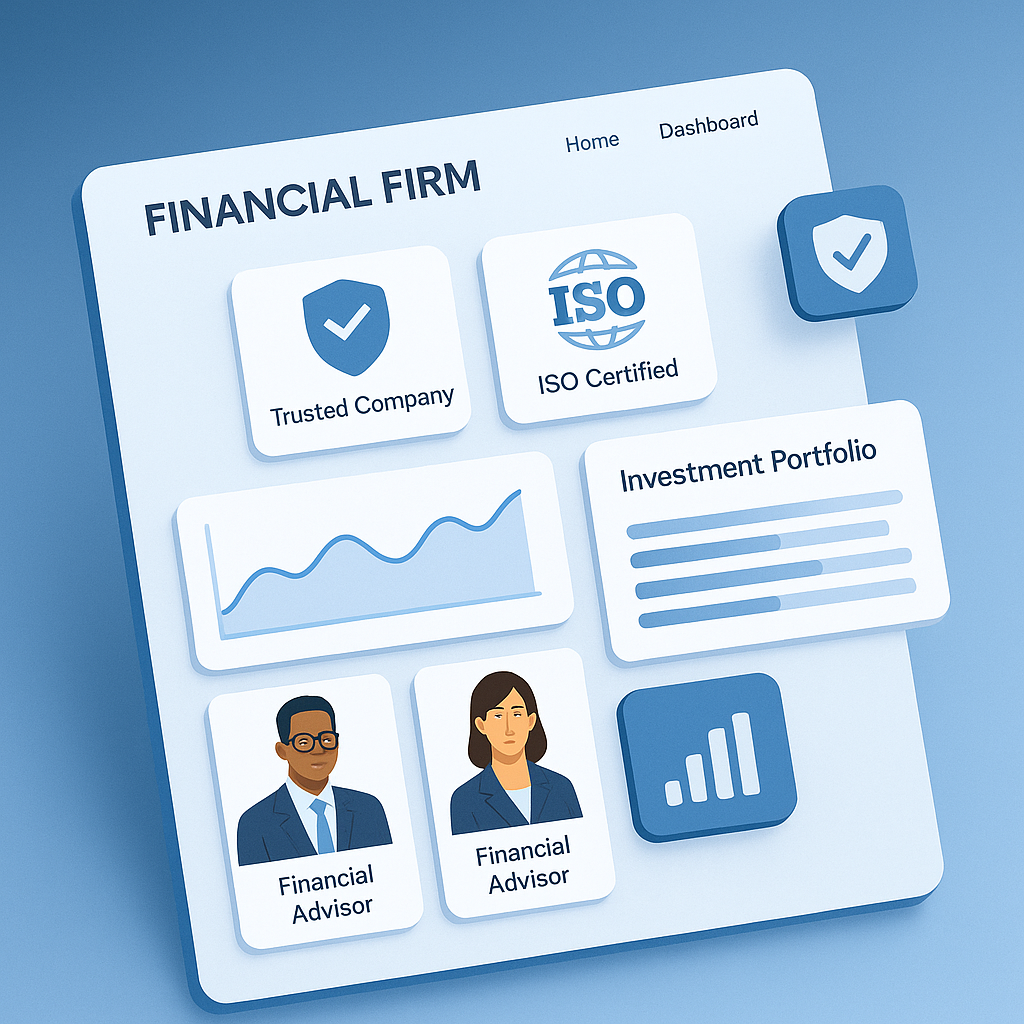 Home
Dashboard
FINANCIAL FIRM
Trusted Company
ISO
ISO Certified
Investment Portfolio
Financial
Advisor
Financial
Advisor